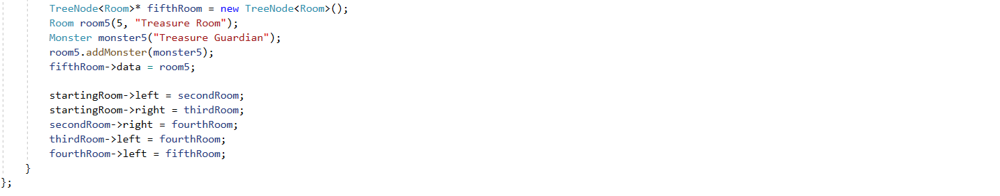 TreeNode<Room>* fifthRoom = new TreeNode<Room>();
Room room5(5, "Treasure Room");
Monster monster5("Treasure Guardian");
room5.addMonster(monster5);
fifthRoom->data = room5;
startingRoom->left = secondRoom;
startingRoom->right = thirdRoom;
secondRoom->right = fourthRoom;
thirdRoom->left = fourthRoom;
fourthRoom->left = fifthRoom;
}
};